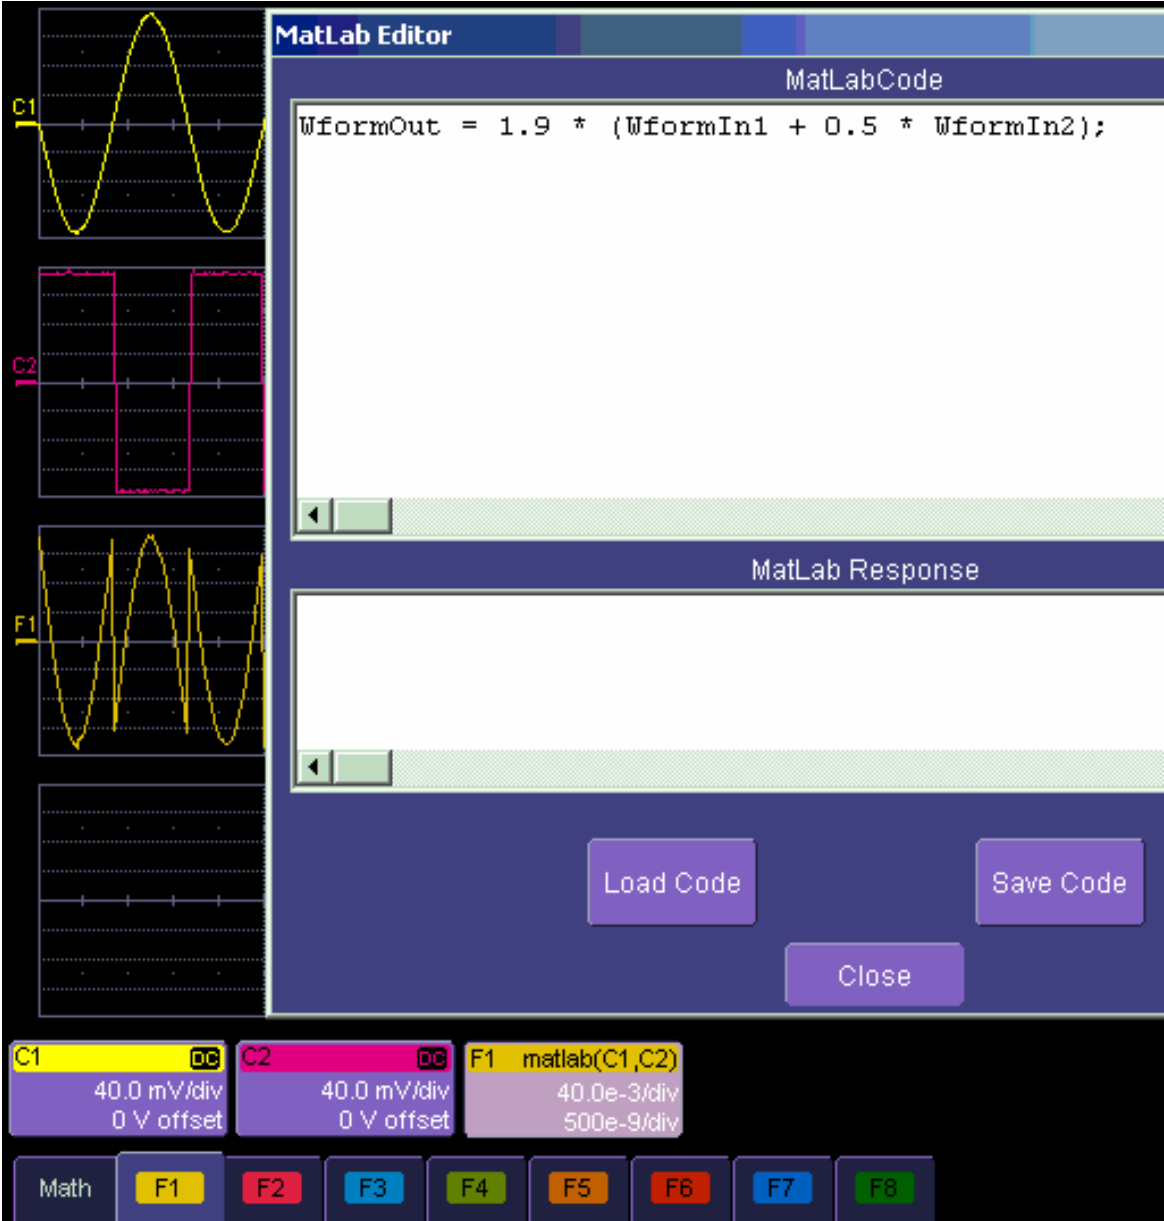 MatLab Editor
MatLabCode
C1
WformOut = 1.9 * (WformIn1 + 0.5 * WformIn2);
C2
MatLab Response
F1
Load Code
Save Code
Close
C1 DC
40.0 mV/div
0 V offset
C2 DC
40.0 mV/div
0 V offset
F1 matlab(C1,C2)
40.0e-3/div
500e-9/div
Math F1 F2 F3 F4 F5 F6 F7 F8